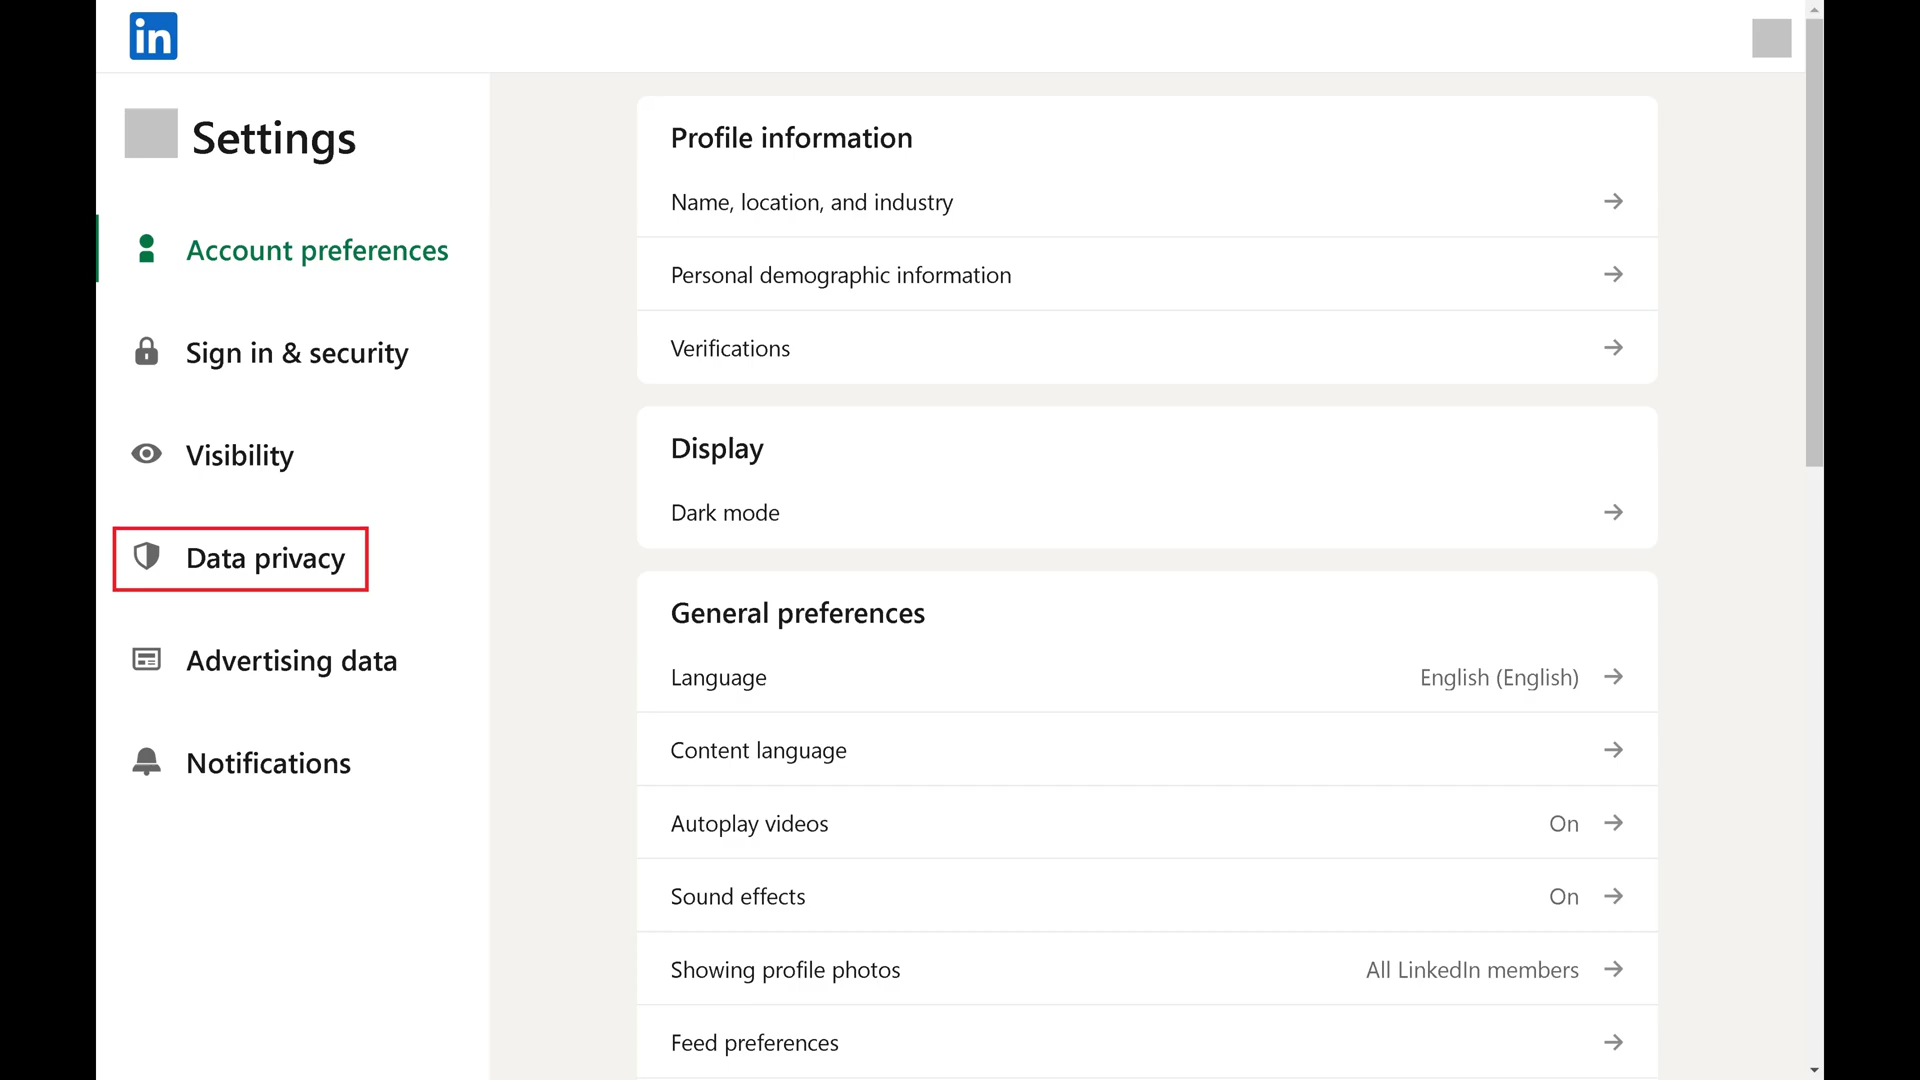 in
Settings
Account preferences
Sign in & security
Visibility
Data privacy
Advertising data
Notifications
Profile information
Name, location, and industry
Personal demographic information
Verifications
Display
Dark mode
General preferences
Language English (English)
Content language
Autoplay videos On
Sound effects On
Showing profile photos All LinkedIn members
Feed preferences